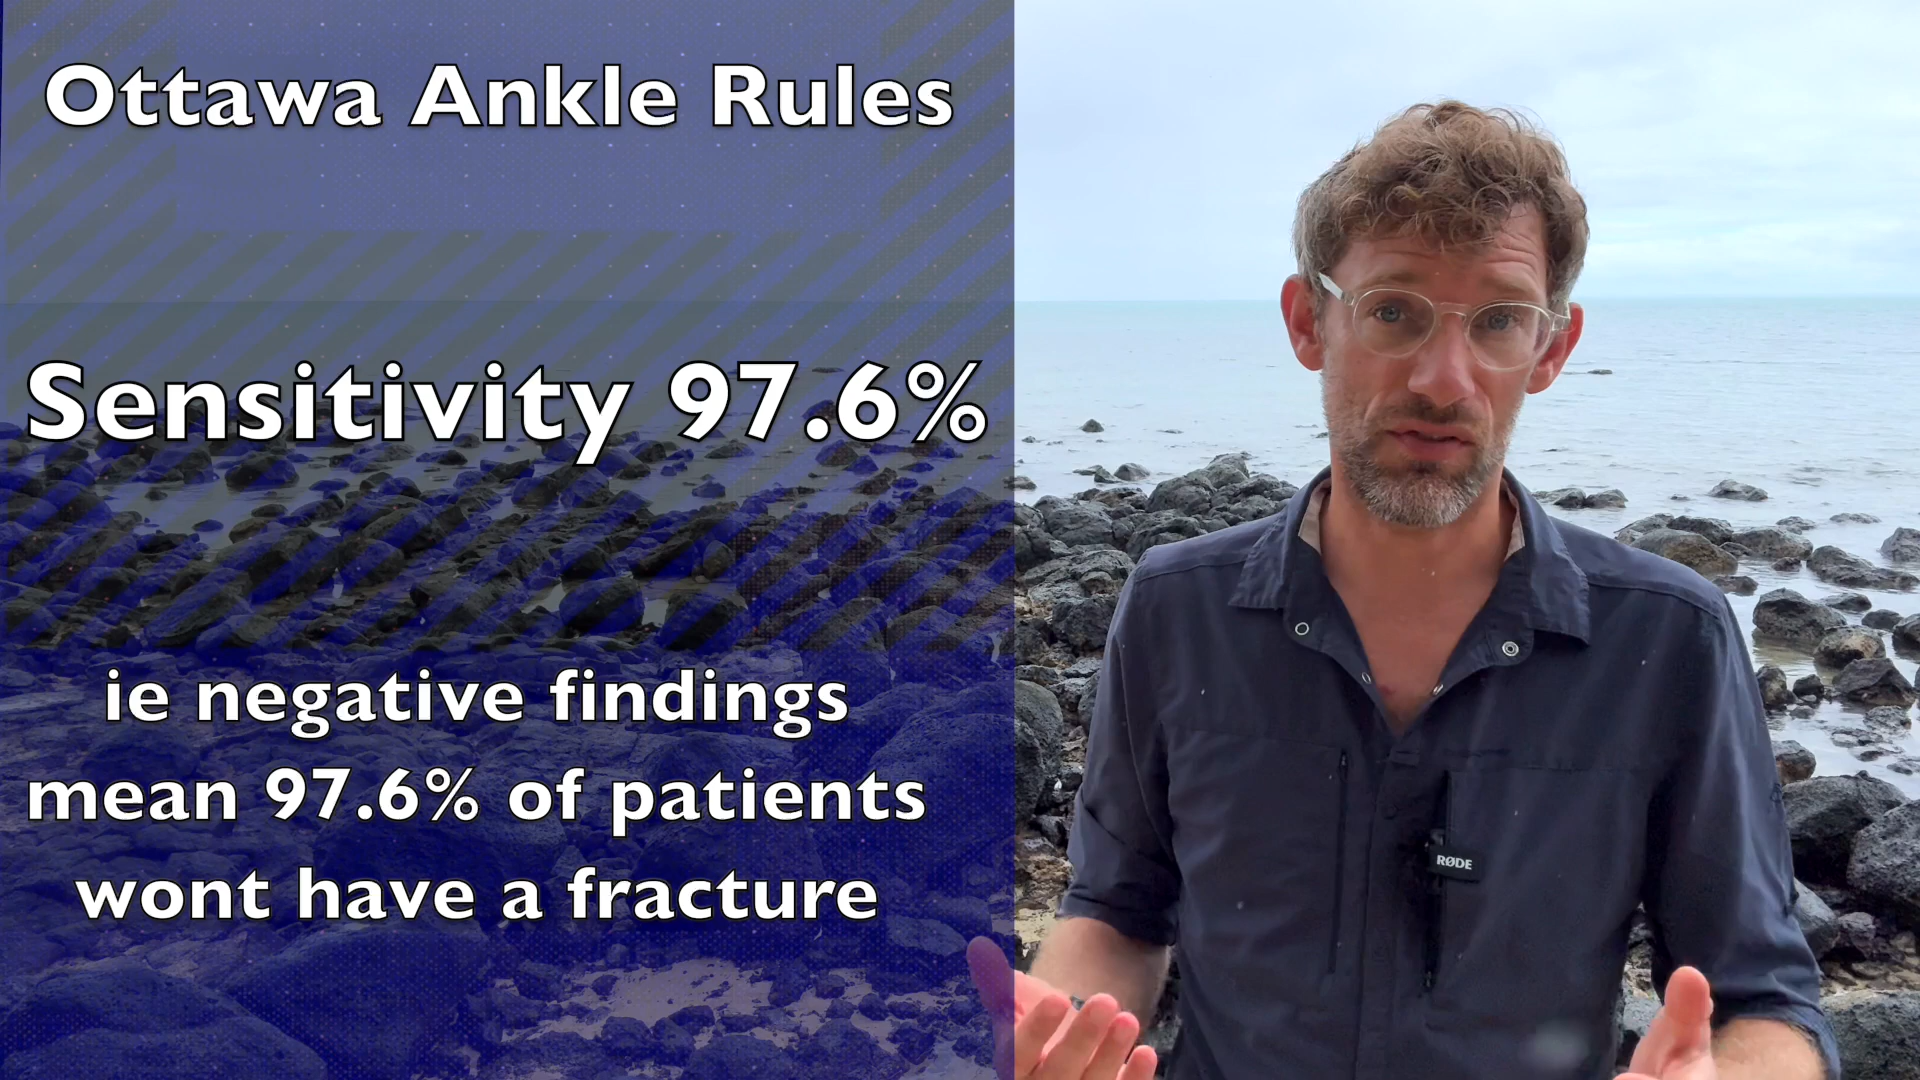 Ottawa Ankle Rules
Sensitivity 97.6%
ie negative findings
mean 97.6% of patients
wont have a fracture
RØDE